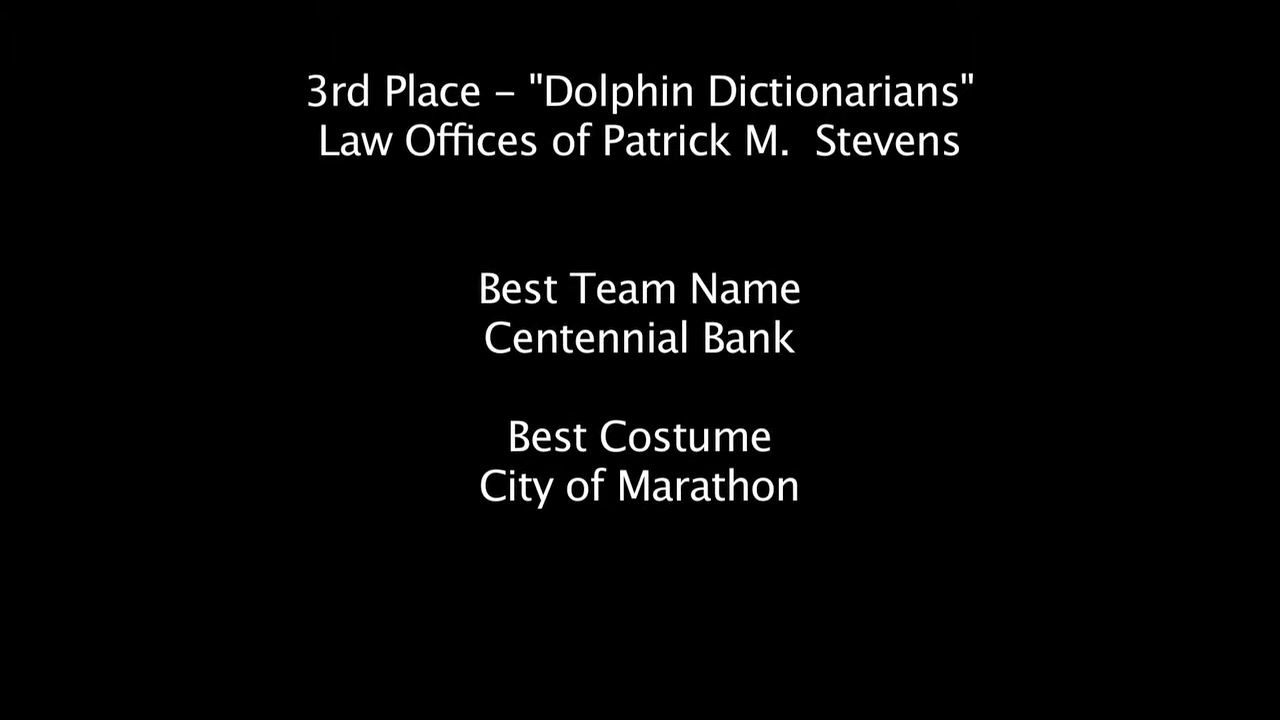 3rd Place – "Dolphin Dictionarians"
Law Offices of Patrick M.  Stevens
Best Team Name
Centennial Bank
Best Costume
City of Marathon